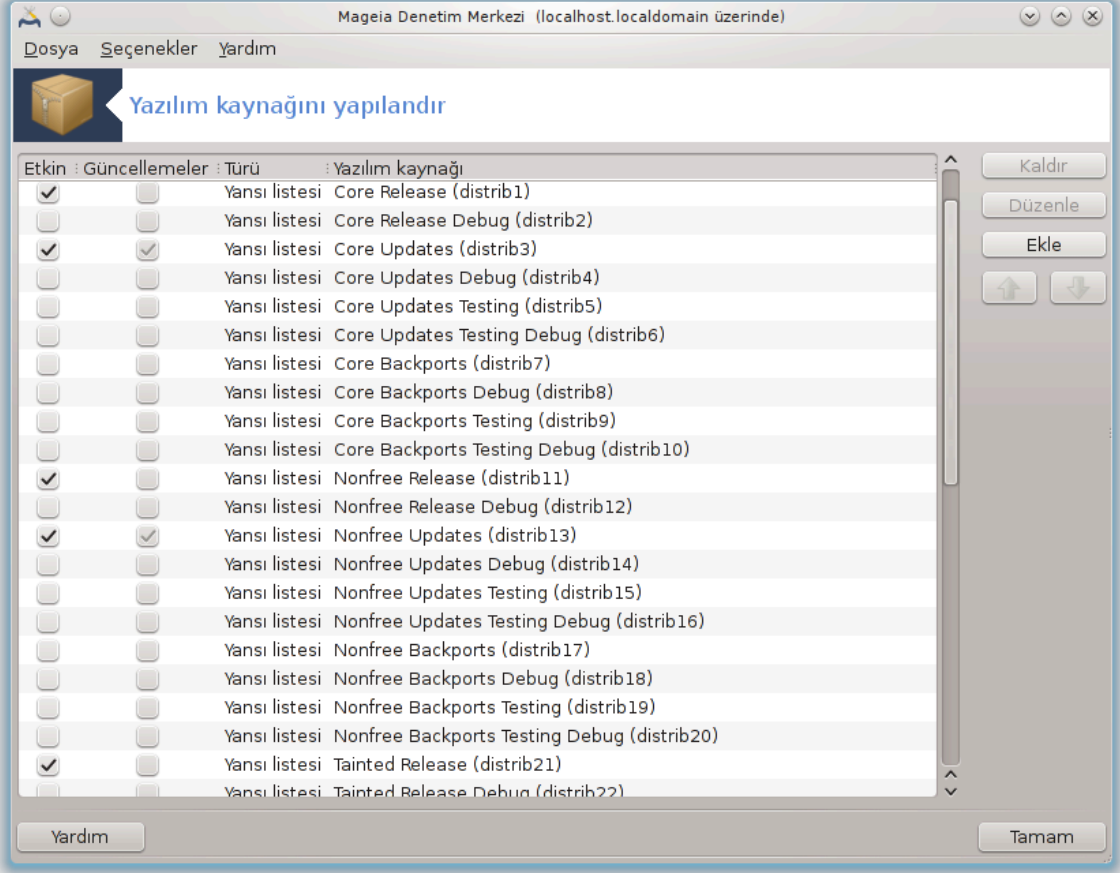 Mageia Denetim Merkezi (localhost.localdomain üzerinde)
Dosya Seçenekler Yardım
Yazılım kaynağını yapılandır
Etkin Güncellemeler Türü Yazılım kaynağı
Yansı listesi Core Release (distrib1)
Yansı listesi Core Release Debug (distrib2)
Yansı listesi Core Updates (distrib3)
Yansı listesi Core Updates Debug (distrib4)
Yansı listesi Core Updates Testing (distrib5)
Yansı listesi Core Updates Testing Debug (distrib6)
Yansı listesi Core Backports (distrib7)
Yansı listesi Core Backports Debug (distrib8)
Yansı listesi Core Backports Testing (distrib9)
Yansı listesi Core Backports Testing Debug (distrib10)
Yansı listesi Nonfree Release (distrib11)
Yansı listesi Nonfree Release Debug (distrib12)
Yansı listesi Nonfree Updates (distrib13)
Yansı listesi Nonfree Updates Debug (distrib14)
Yansı listesi Nonfree Updates Testing (distrib15)
Yansı listesi Nonfree Updates Testing Debug (distrib16)
Yansı listesi Nonfree Backports (distrib17)
Yansı listesi Nonfree Backports Debug (distrib18)
Yansı listesi Nonfree Backports Testing (distrib19)
Yansı listesi Nonfree Backports Testing Debug (distrib20)
Yansı listesi Tainted Release (distrib21)
Yansı listesi Tainted Release Debug (distrib22)
Kaldır
Düzenle
Ekle
Yardım
Tamam